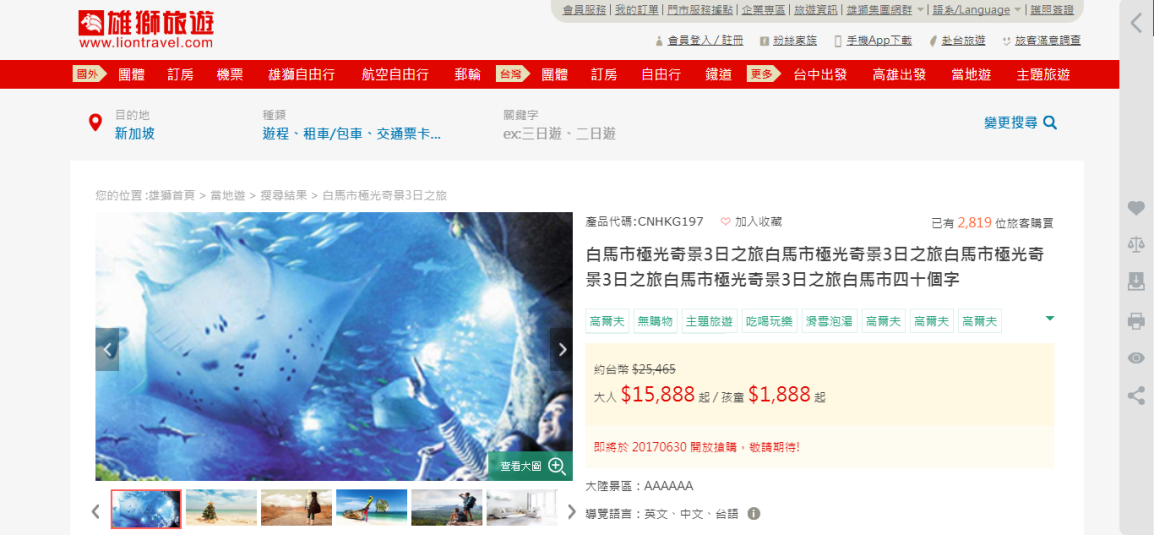 會員服務 | 我的訂單 | 門市服務據點 | 企業專區 | 旅遊資訊 | 雄獅集團網群 | 語系/Language | 護照簽證
雄獅旅遊
www.liontravel.com
會員登入/註冊 粉絲家族 手機App下載 赴台旅遊 旅客滿意調查
國外 團體 訂房 機票 雄獅自由行 航空自由行 郵輪 台灣 團體 訂房 自由行 鐵道 更多 台中出發 高雄出發 當地遊 主題旅遊
目的地 種類 關鍵字
新加坡 遊程、租車/包車、交通票卡... ex:三日遊、二日遊 變更搜尋
您的位置:雄獅首頁 > 當地遊 > 搜尋結果 > 白馬市極光奇景3日之旅
產品代碼:CNHKG197 加入收藏 已有 2,819 位旅客購買
白馬市極光奇景3日之旅白馬市極光奇景3日之旅白馬市極光奇
景3日之旅白馬市極光奇景3日之旅白馬市四十個字
高爾夫 無購物 主題旅遊 吃喝玩樂 滑雪泡湯 高爾夫 高爾夫 高爾夫
約台幣 $25,465
大人 $15,888 起 / 孩童 $1,888 起
即將於 20170630 開放搶購，敬請期待!
查看大圖
大陸景區：AAAAAA
導覽語言：英文、中文、台語